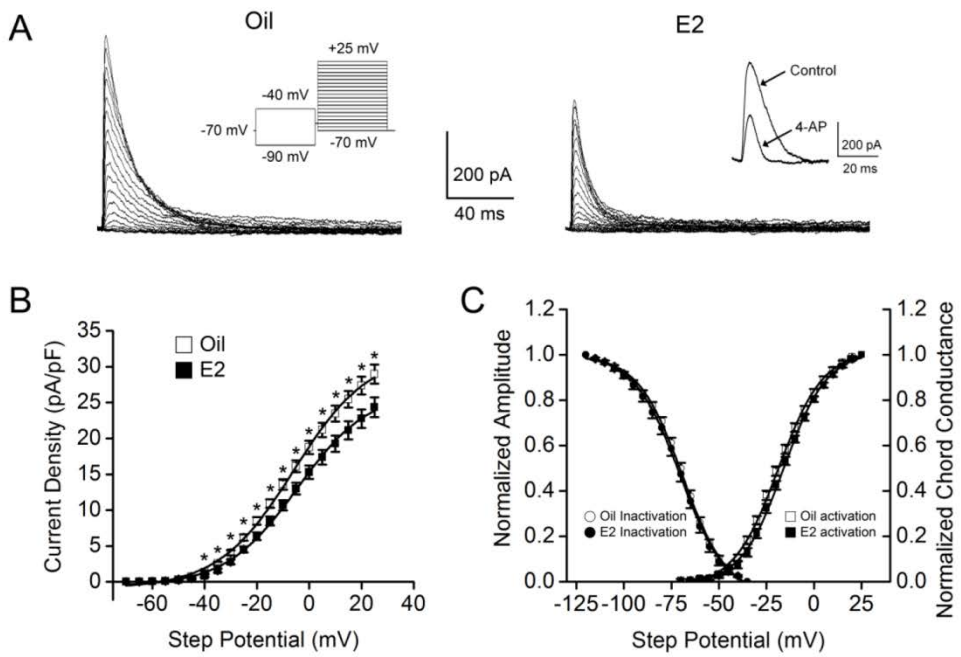 A
Oil
E2
+25 mV
-40 mV
-70 mV
-90 mV
-70 mV
200 pA
40 ms
Control
4-AP
200 pA
20 ms
B
35
30
25
20
15
10
5
0
Current Density (pA/pF)
Oil
E2
* * * * * * * * * * * * * *
-60 -40 -20 0 20 40
Step Potential (mV)
C
1.2
1.0
0.8
0.6
0.4
0.2
0.0
Normalized Amplitude
Oil Inactivation
E2 Inactivation
Oil activation
E2 activation
1.2
1.0
0.8
0.6
0.4
0.2
0.0
Normalized Chord Conductance
-125 -100 -75 -50 -25 0 25
Step Potential (mV)